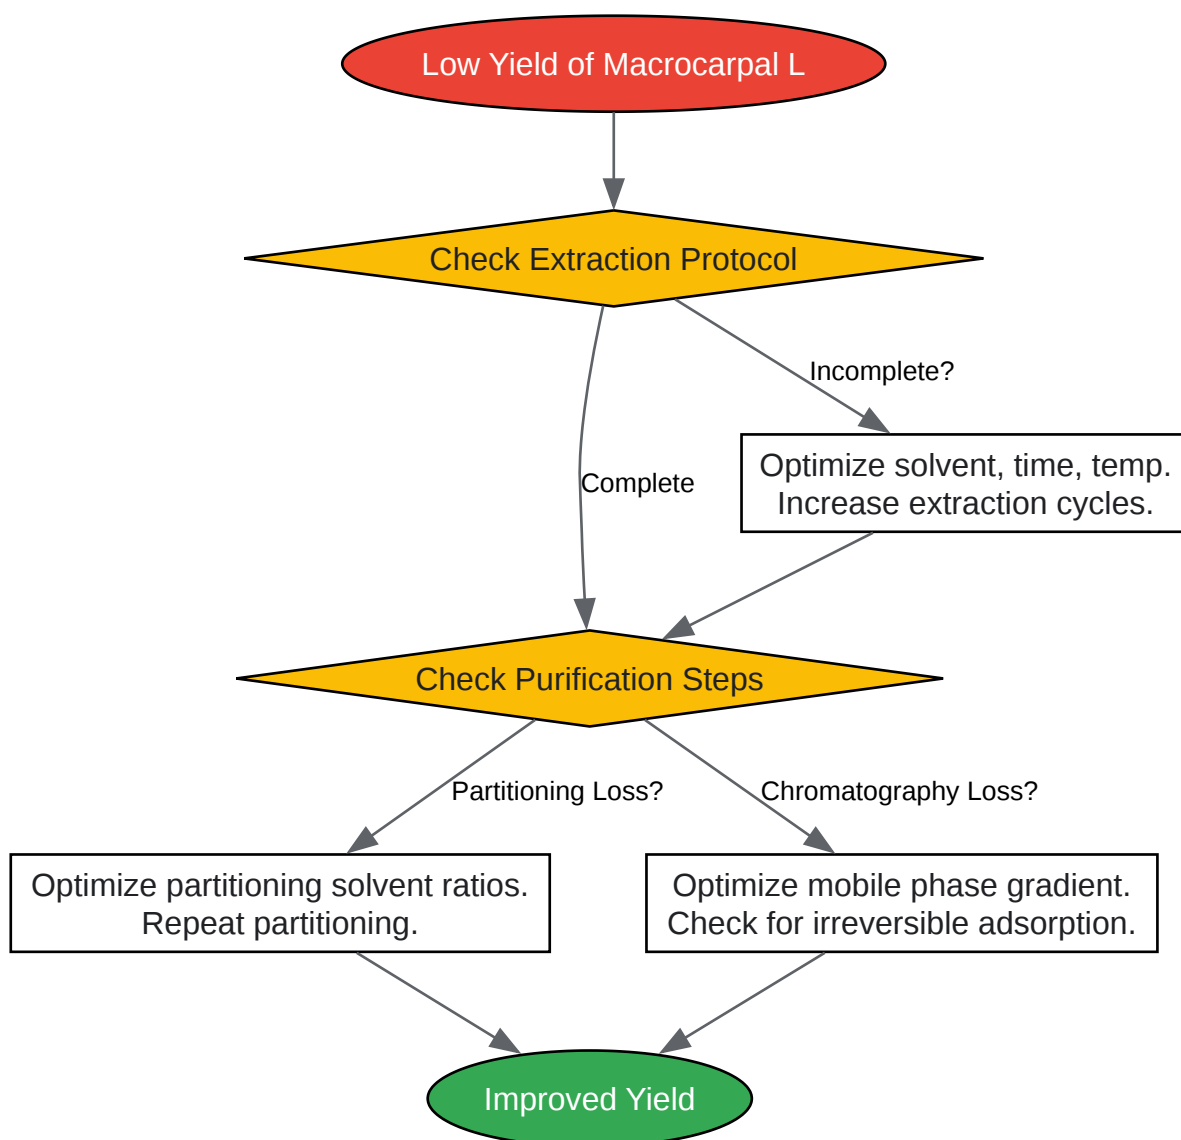 Low Yield of Macrocarpal L
Check Extraction Protocol
Incomplete?
Optimize solvent, time, temp.
Increase extraction cycles.
Complete
Check Purification Steps
Partitioning Loss?
Chromatography Loss?
Optimize partitioning solvent ratios.
Repeat partitioning.
Optimize mobile phase gradient.
Check for irreversible adsorption.
Improved Yield